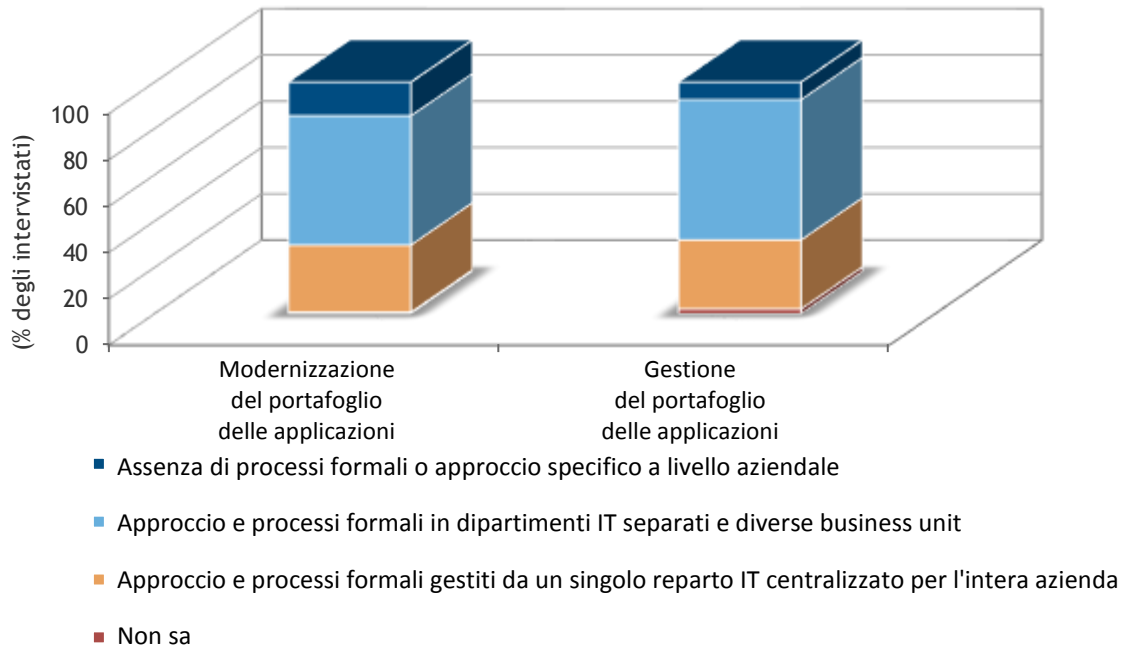 (% degli intervistati)
100
80
60
40
20
0
Modernizzazione
del portafoglio
delle applicazioni
Gestione
del portafoglio
delle applicazioni
Assenza di processi formali o approccio specifico a livello aziendale
Approccio e processi formali in dipartimenti IT separati e diverse business unit
Approccio e processi formali gestiti da un singolo reparto IT centralizzato per l'intera azienda
Non sa